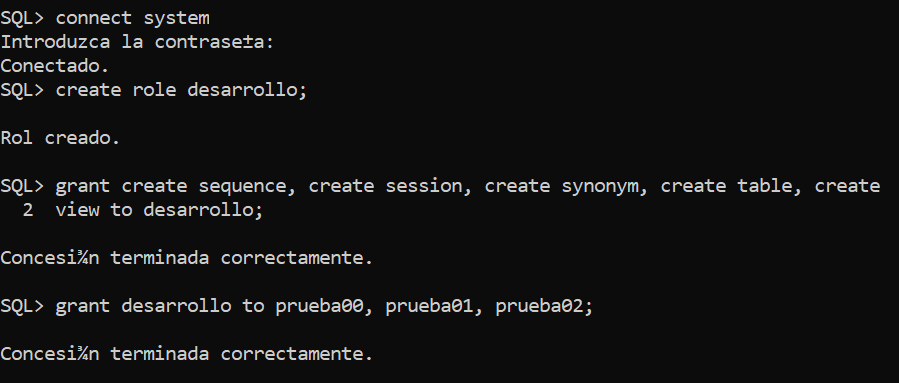 SQL> connect system
Introduzca la contrase±a:
Conectado.
SQL> create role desarrollo;
Rol creado.
SQL> grant create sequence, create session, create synonym, create table, create
2 view to desarrollo;
Concesi¾n terminada correctamente.
SQL> grant desarrollo to prueba00, prueba01, prueba02;
Concesi¾n terminada correctamente.